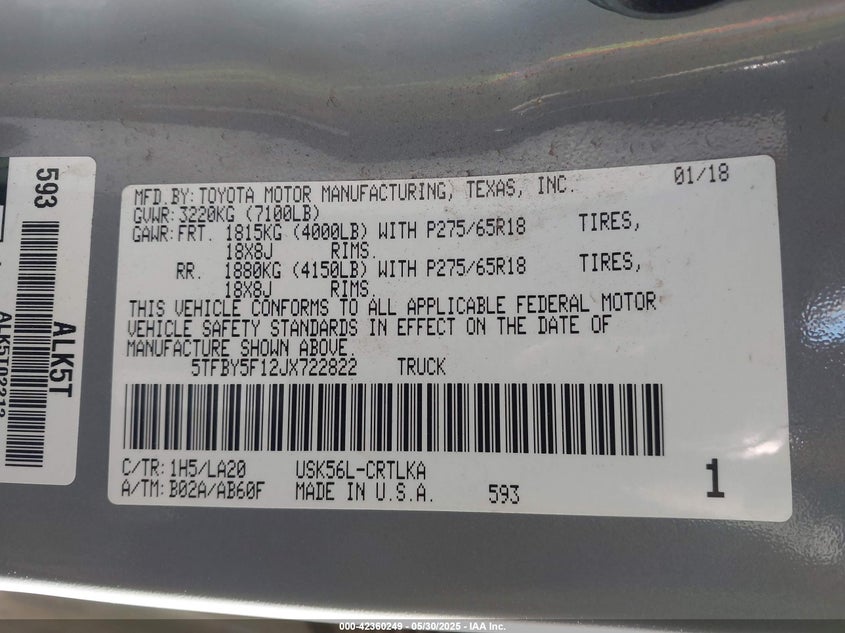 593
ALK5T
MFD.BY:TOYOTA MOTOR MANUFACTURING, TEXAS, INC. 01/18
GVWR:3220KG (7100LB)
GAWR:FRT. 1815KG (4000LB) WITH P275/65R18 TIRES,
18X8J RIMS.
RR. 1880KG (4150LB) WITH P275/65R18 TIRES,
18X8J RIMS.
THIS VEHICLE CONFORMS TO ALL APPLICABLE FEDERAL MOTOR
VEHICLE SAFETY STANDARDS IN EFFECT ON THE DATE OF
MANUFACTURE SHOWN ABOVE.
5TFBY5F12JX722822 TRUCK
C/TR:1H5/LA20 USK56L-CRTLKA
A/TM:B02A/AB60F MADE IN U.S.A. 593
1
000-42360249 - 05/30/2025 - IAA Inc.